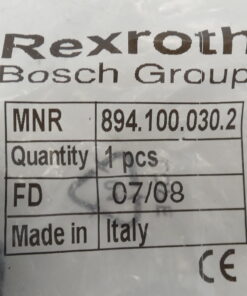 Rexroth
Bosch Group
MNR 894.100.030.2
Quantity 1 pcs
FD 07/08
Made in Italy
CE